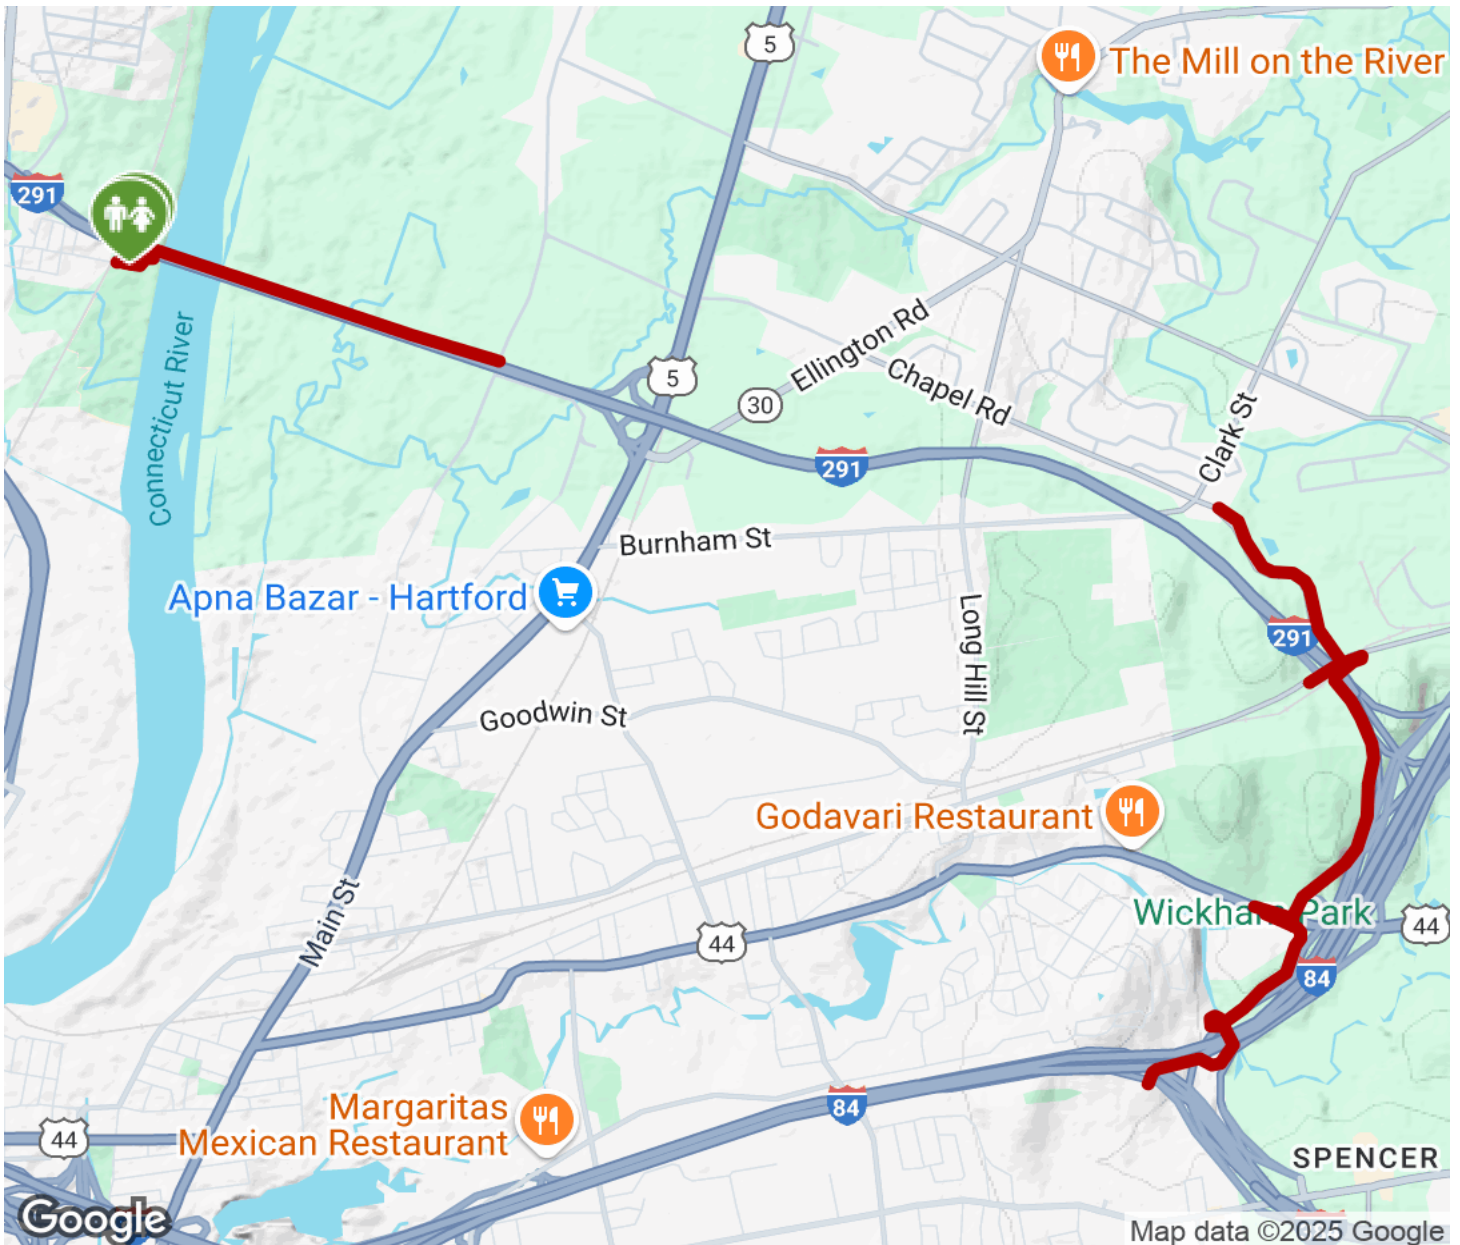 5
The Mill on the River
291
Connecticut River
Ellington Rd
5
30
Chapel Rd
Clark St
291
Burnham St
Apna Bazar - Hartford
Long Hill St
291
Goodwin St
Godavari Restaurant
Main St
Wickham Park
44
44
84
Margaritas
Mexican Restaurant
84
44
SPENCER
Google
Map data ©2025 Google